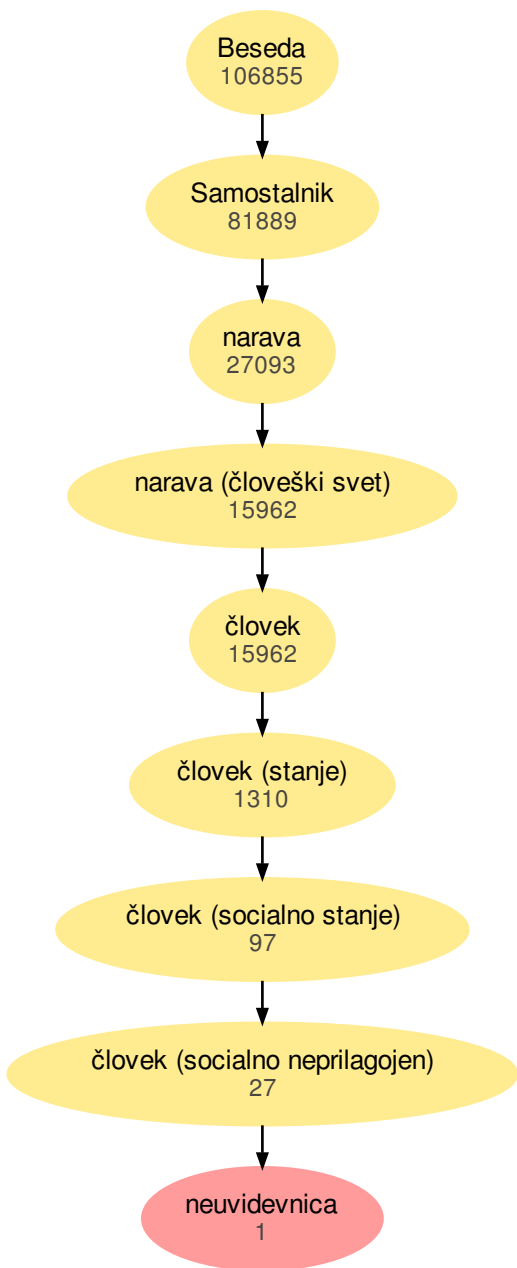 Beseda
106855
Samostalnik
81889
narava
27093
narava (človeški svet)
15962
človek
15962
človek (stanje)
1310
človek (socialno stanje)
97
človek (socialno neprilagojen)
27
neuvidevnica
1